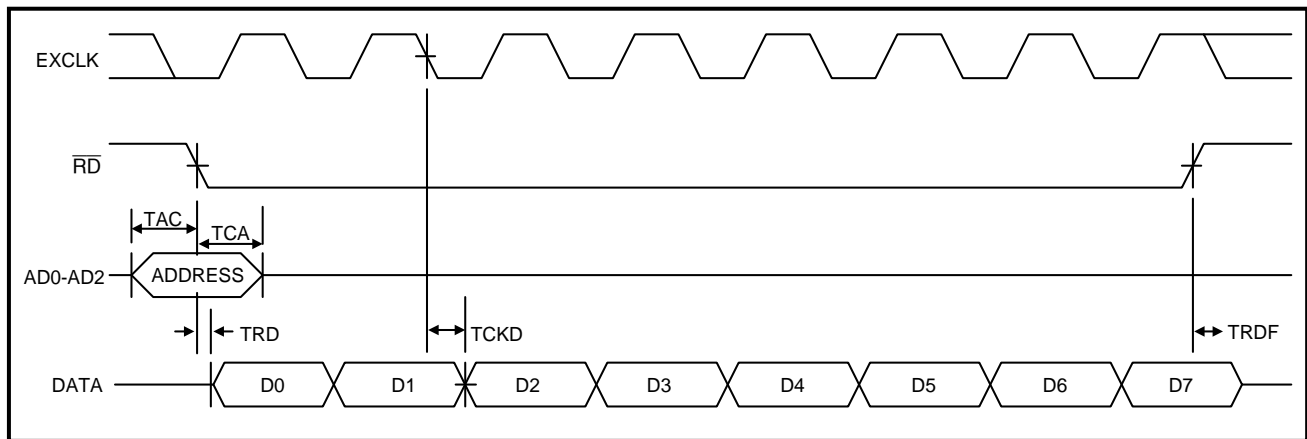 EXCLK
RD
TAC
TCA
AD0-AD2
ADDRESS
TRD
TCKD
TRDF
DATA
D0
D1
D2
D3
D4
D5
D6
D7